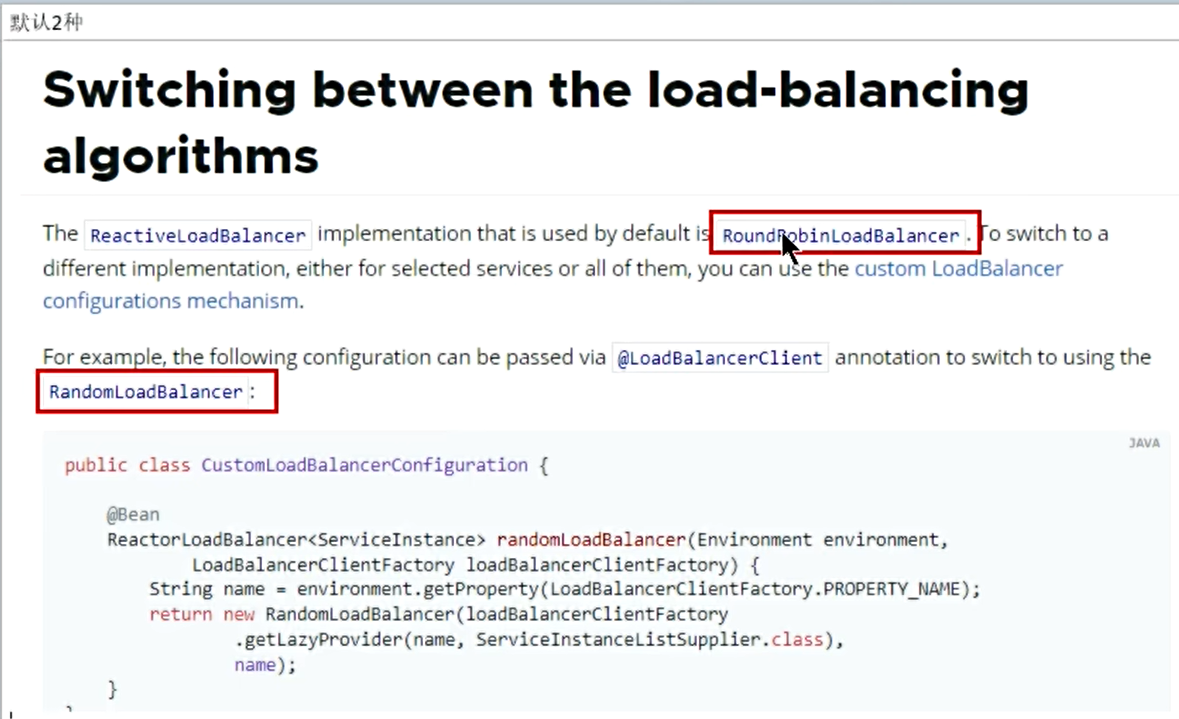 默认2种
Switching between the load-balancing
algorithms
The ReactiveLoadBalancer implementation that is used by default is RoundRobinLoadBalancer. To switch to a
different implementation, either for selected services or all of them, you can use the custom LoadBalancer
configurations mechanism.
For example, the following configuration can be passed via @LoadBalancerClient annotation to switch to using the
RandomLoadBalancer:
JAVA
public class CustomLoadBalancerConfiguration {
@Bean
ReactorLoadBalancer<ServiceInstance> randomLoadBalancer(Environment environment,
LoadBalancerClientFactory loadBalancerClientFactory) {
String name = environment.getProperty(LoadBalancerClientFactory.PROPERTY_NAME);
return new RandomLoadBalancer(loadBalancerClientFactory
.getLazyProvider(name, ServiceInstanceListSupplier.class),
name);
}
}